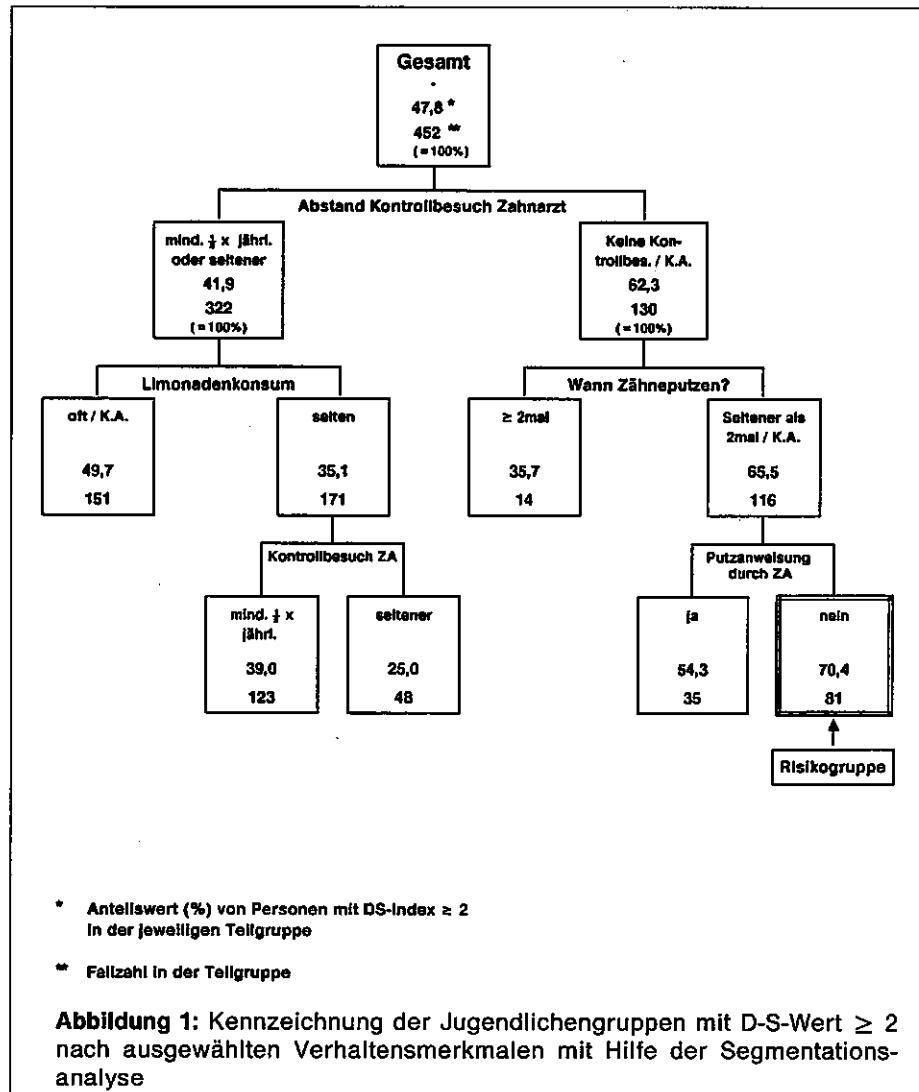 Gesamt
47,8 *
452 **
(=100%)
Abstand Kontrollbesuch Zahnarzt
mind. ½ x jährl.
oder seltener
41,9
322
(=100%)
Keine Kon-
trollbes. / K.A.
62,3
130
(=100%)
Limonadenkonsum
Wann Zähneputzen?
oft / K.A.
49,7
151
selten
35,1
171
≥ 2mal
35,7
14
Seltener als
2mal / K.A.
65,5
116
Kontrollbesuch ZA
Putzanweisung
durch ZA
mind. ½ x
jährl.
39,0
123
seltener
25,0
48
ja
54,3
35
nein
70,4
81
Risikogruppe
* Anteilswert (%) von Personen mit DS-Index ≥ 2
in der jeweiligen Teilgruppe
** Fallzahl in der Teilgruppe
Abbildung 1: Kennzeichnung der Jugendlichengruppen mit D-S-Wert ≥ 2
nach ausgewählten Verhaltensmerkmalen mit Hilfe der Segmentations-
analyse